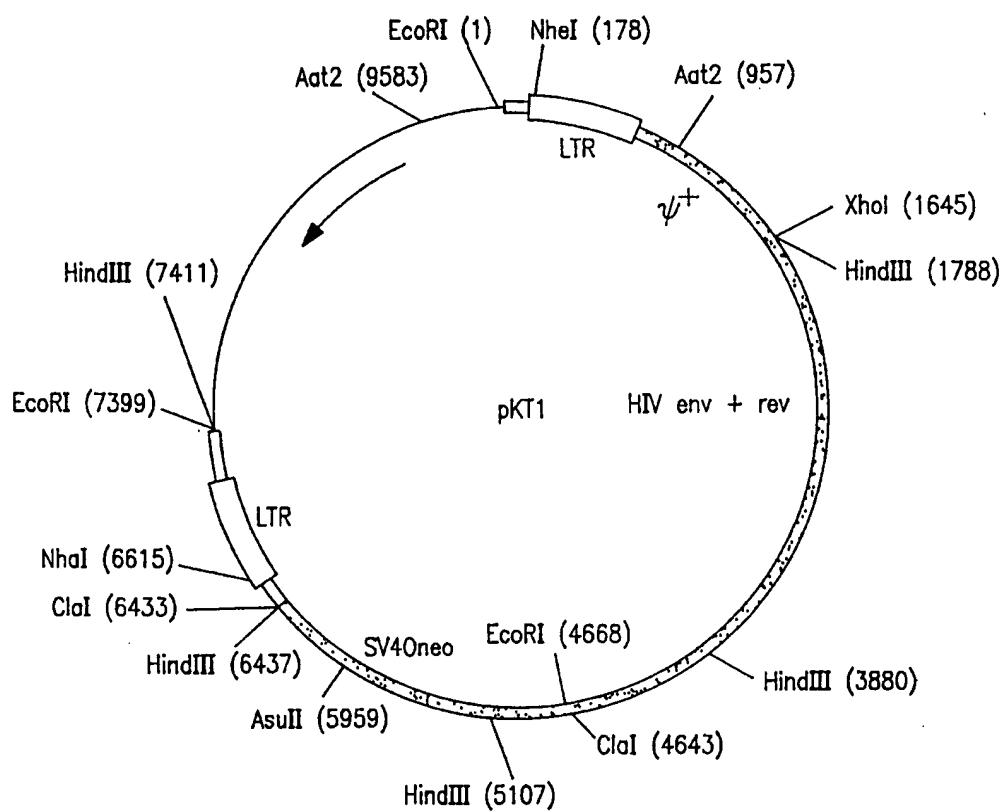 EcoRI (1)
NheI (178)
Aat2 (9583)
Aat2 (957)
LTR
ψ+
XhoI (1645)
HindIII (1788)
HindIII (7411)
EcoRI (7399)
pKT1
HIV env + rev
LTR
NhaI (6615)
ClaI (6433)
HindIII (6437)
SV40neo
EcoRI (4668)
AsuII (5959)
HindIII (3880)
ClaI (4643)
HindIII (5107)